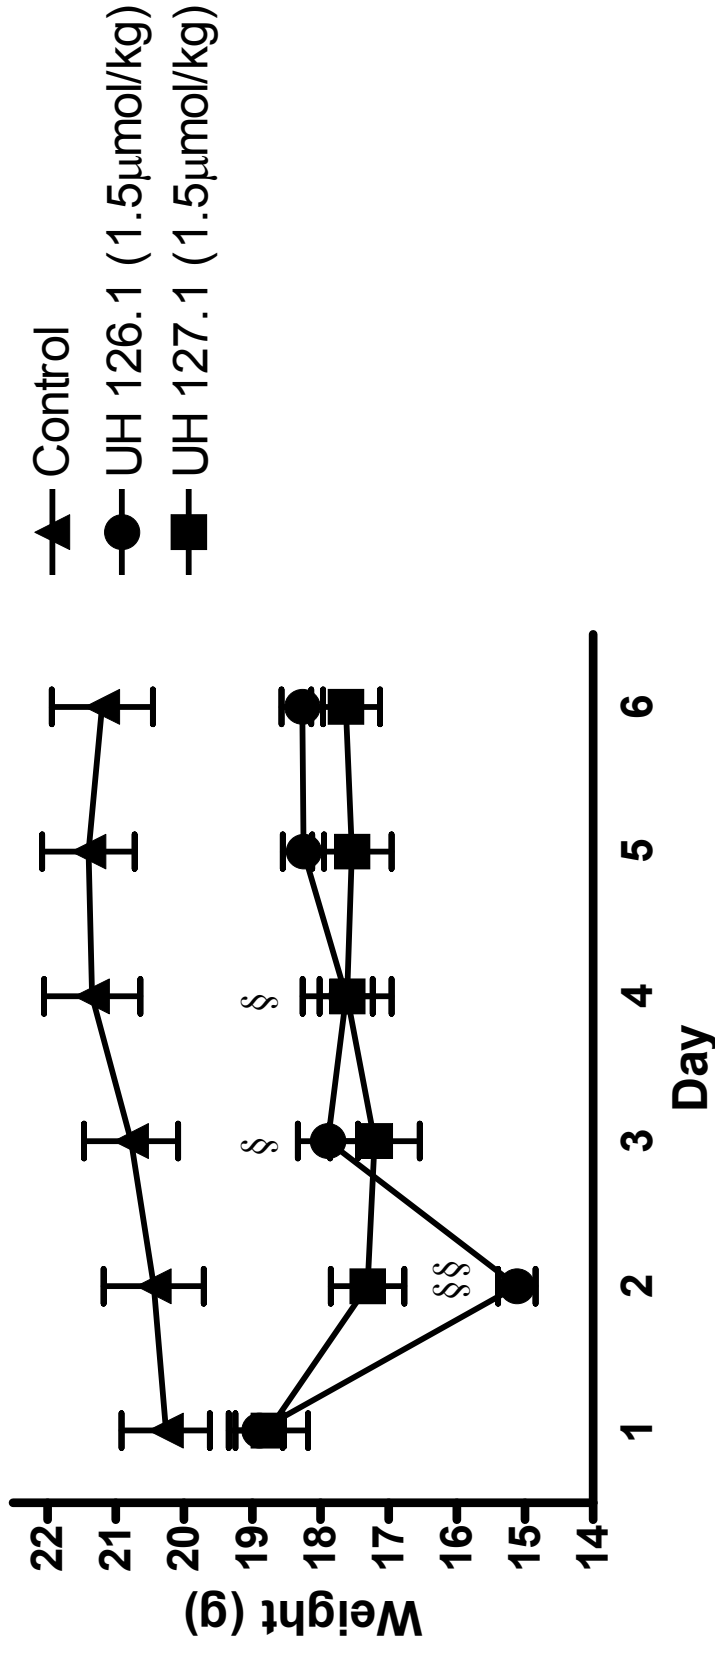 Control
UH 126.1 (1.5μmol/kg)
UH 127.1 (1.5μmol/kg)
Weight (g)
22
21
20
19
18
17
16
15
14
§§
§
§
1 2 3 4 5 6
Day